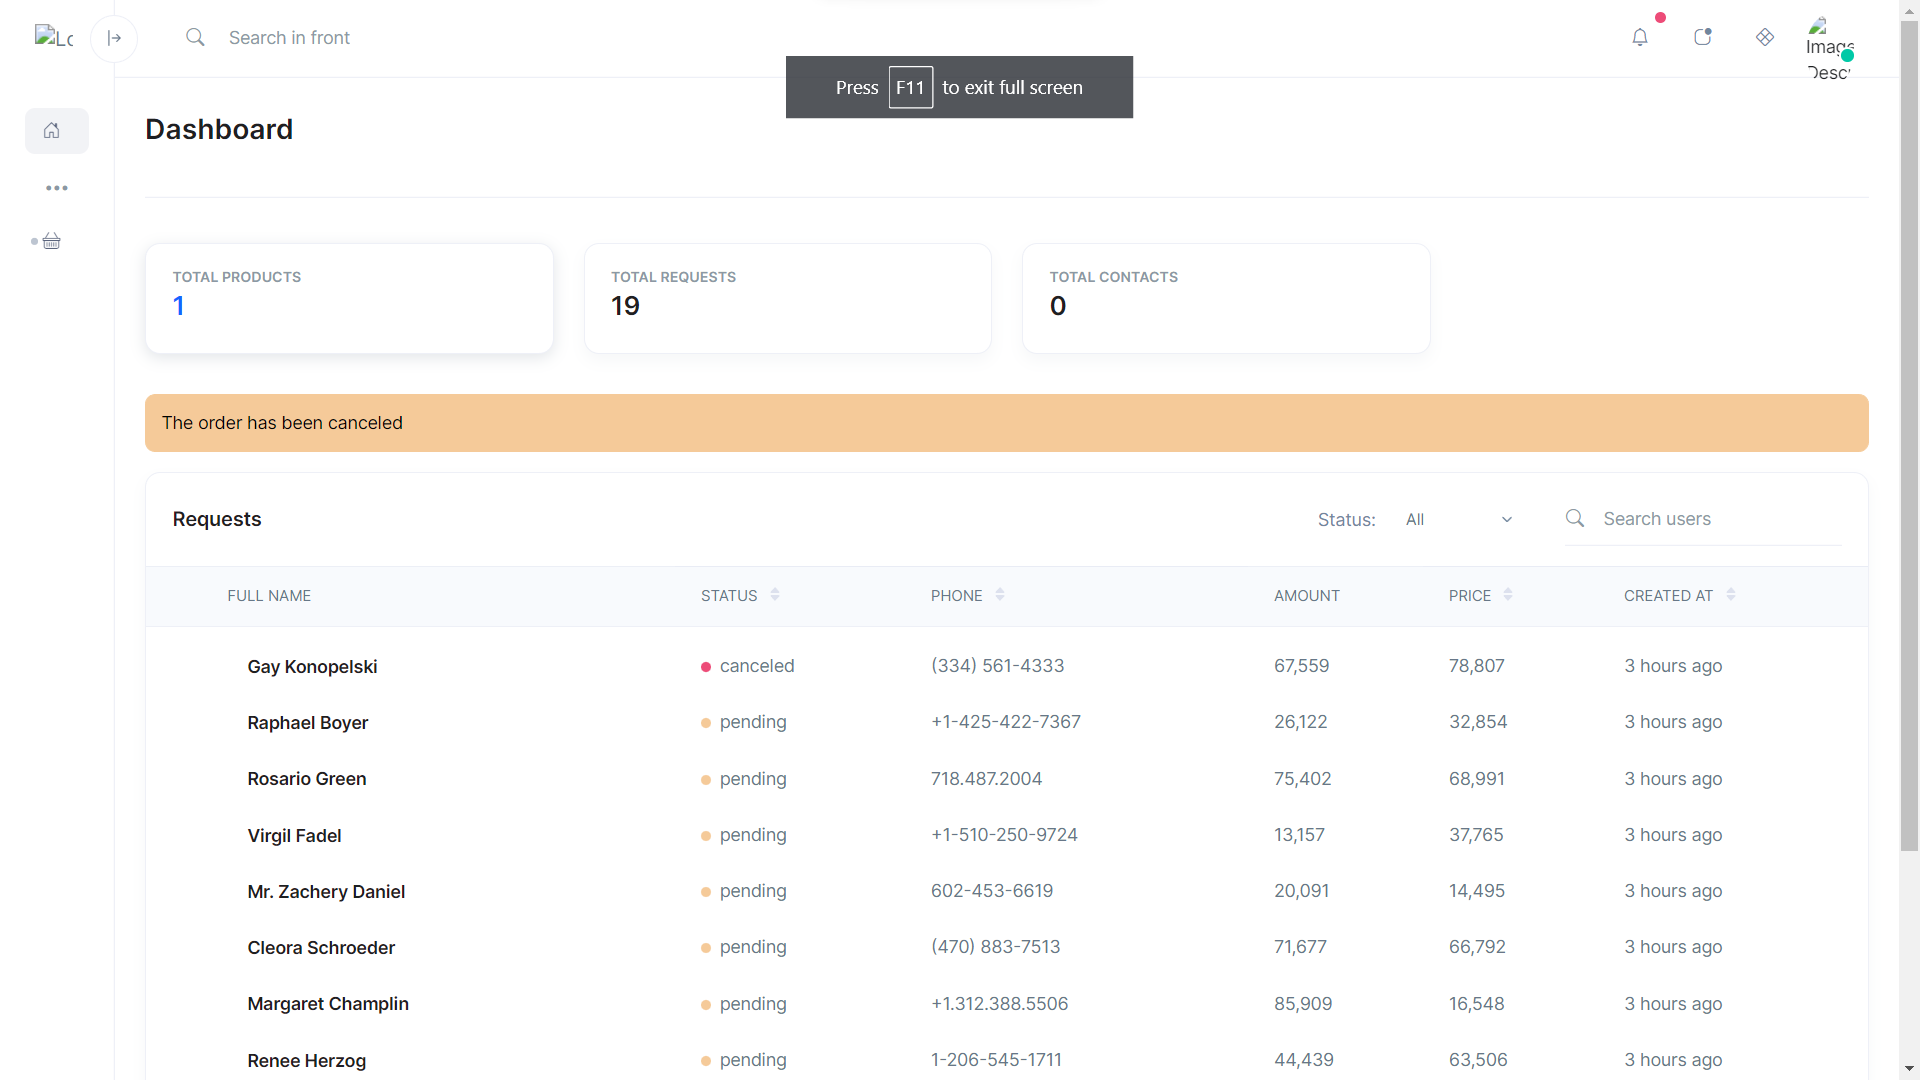 Lo
Search in front
Image
Desc
Press F11 to exit full screen
Dashboard
TOTAL PRODUCTS
1
TOTAL REQUESTS
19
TOTAL CONTACTS
0
The order has been canceled
Requests
Status: All
Search users
FULL NAME STATUS PHONE AMOUNT PRICE CREATED AT
Gay Konopelski canceled (334) 561-4333 67,559 78,807 3 hours ago
Raphael Boyer pending +1-425-422-7367 26,122 32,854 3 hours ago
Rosario Green pending 718.487.2004 75,402 68,991 3 hours ago
Virgil Fadel pending +1-510-250-9724 13,157 37,765 3 hours ago
Mr. Zachery Daniel pending 602-453-6619 20,091 14,495 3 hours ago
Cleora Schroeder pending (470) 883-7513 71,677 66,792 3 hours ago
Margaret Champlin pending +1.312.388.5506 85,909 16,548 3 hours ago
Renee Herzog pending 1-206-545-1711 44,439 63,506 3 hours ago